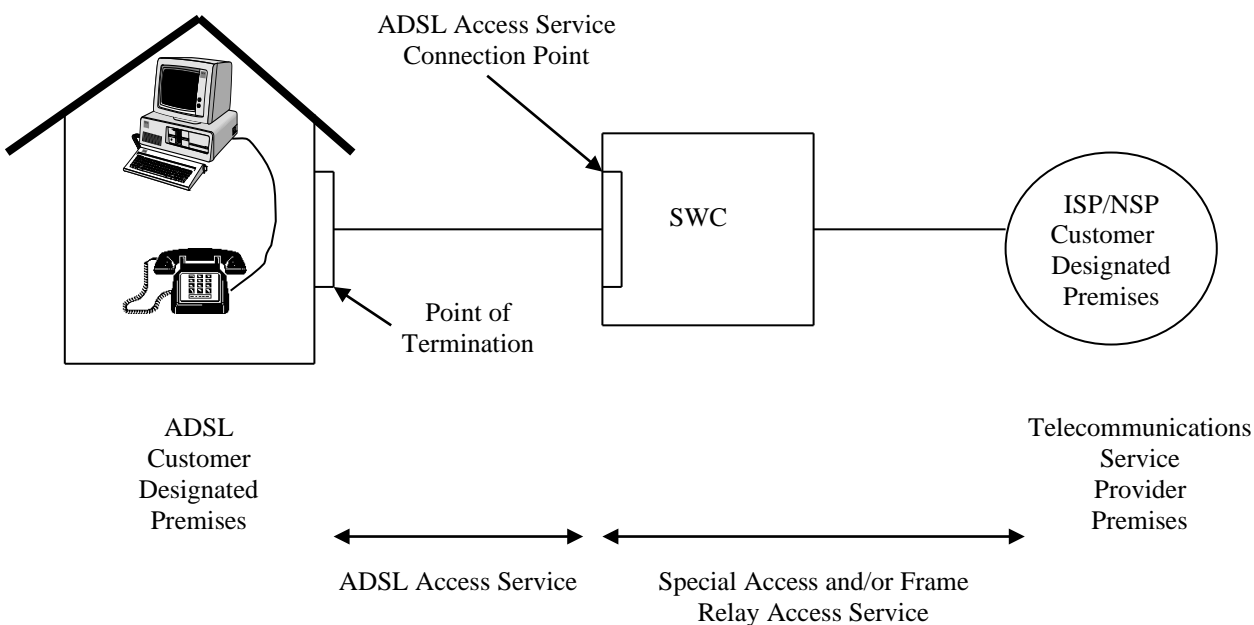 ADSL Access Service
Connection Point
SWC
ISP/NSP
Customer
Designated
Premises
Point of
Termination
ADSL
Customer
Designated
Premises
Telecommunications
Service
Provider
Premises
ADSL Access Service
Special Access and/or Frame
Relay Access Service